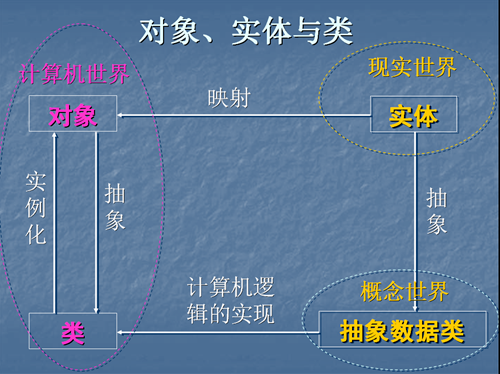 对象、实体与类
计算机世界
现实世界
对象
映射
实体
实
例
化
抽
象
抽
象
计算机逻
辑的实现
概念世界
类
抽象数据类